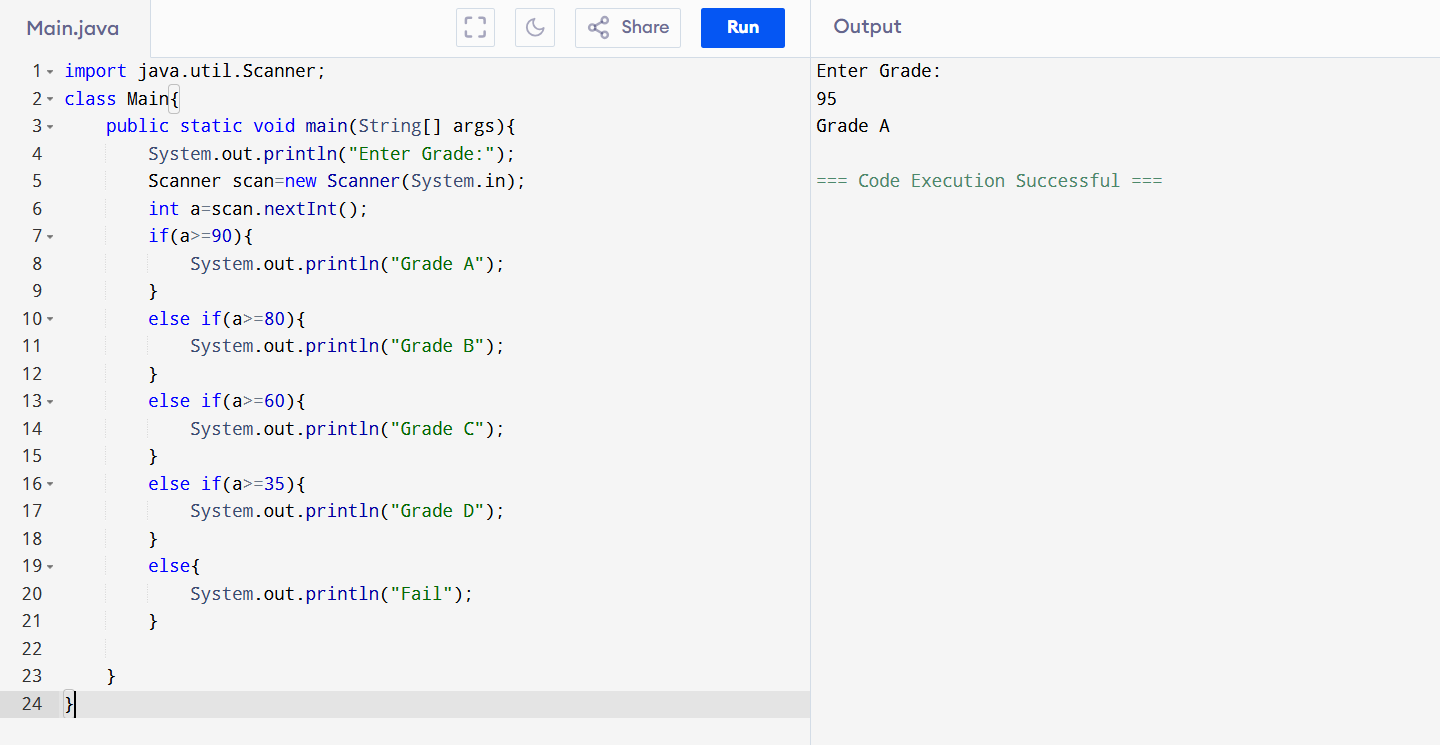 Main.java
Share
Run
Output
1 import java.util.Scanner;
2 class Main{
3     public static void main(String[] args){
4         System.out.println("Enter Grade:");
5         Scanner scan=new Scanner(System.in);
6         int a=scan.nextInt();
7         if(a>=90){
8             System.out.println("Grade A");
9         }
10         else if(a>=80){
11             System.out.println("Grade B");
12         }
13         else if(a>=60){
14             System.out.println("Grade C");
15         }
16         else if(a>=35){
17             System.out.println("Grade D");
18         }
19         else{
20             System.out.println("Fail");
21         }
22
23     }
24 }
Enter Grade:
95
Grade A
=== Code Execution Successful ===